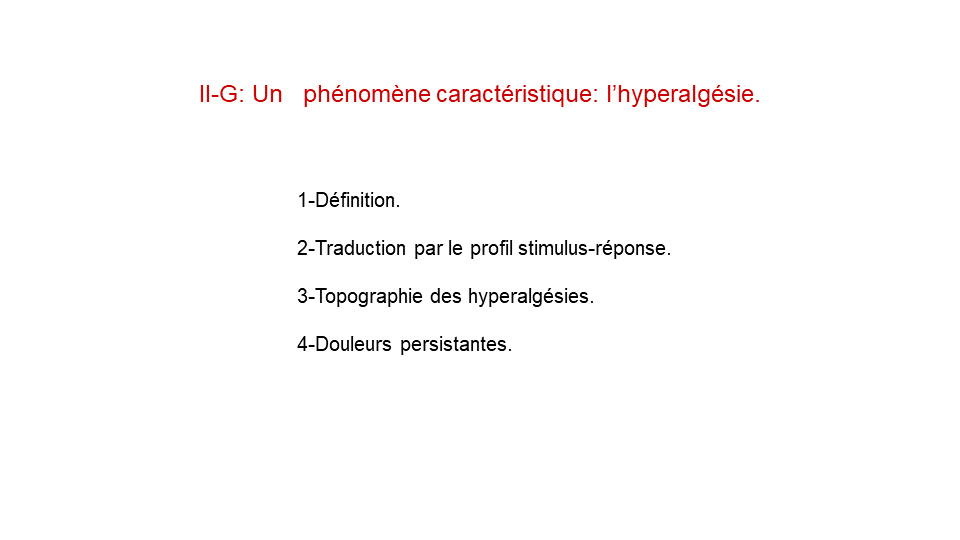 II-G: Un phénomène caractéristique: l’hyperalgésie.
1-Définition.
2-Traduction par le profil stimulus-réponse.
3-Topographie des hyperalgésies.
4-Douleurs persistantes.